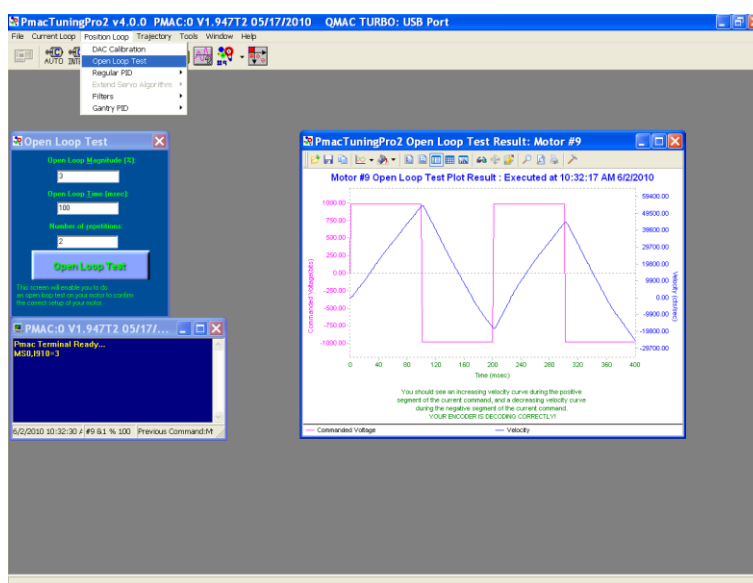 PmacTuningPro2 v4.0.0 PMAC:0 V1.947T2 05/17/2010 QMAC TURBO: USB Port
File Current Loop Position Loop Trajectory Tools Window Help
AUTO
DAC Calibration
Open Loop Test
Regular PID
Extend Servo Algorithm
Filters
Gantry PID
Open Loop Test
Open Loop Magnitude (%):
3
Open Loop Time (msec):
100
Number of repetitions:
2
Open Loop Test
This screen will enable you to do
an open loop test on your motor to confirm
the correct setup of your motor.
PMAC:0 V1.947T2 05/17/...
Pmac Terminal Ready...
MS0,I910=3
6/2/2010 10:32:30 #9 &1 % 100 Previous Command:M
PmacTuningPro2 Open Loop Test Result: Motor #9
Motor #9 Open Loop Test Plot Result : Executed at 10:32:17 AM 6/2/2010
Commanded Voltage(bits)
1000.00
750.00
500.00
250.00
0.00
-250.00
-500.00
-750.00
-1000.00
59400.00
49500.00
39600.00
29700.00
19800.00
9900.00
0.00
-9900.00
-19800.00
-29700.00
Velocity (cts/sec)
0 40 80 120 160 200 240 280 320 360 400
Time (msec)
You should see an increasing velocity curve during the positive
segment of the current command, and a decreasing velocity curve
during the negative segment of the current command.
YOUR ENCODER IS DECODING CORRECTLY!
Commanded Voltage Velocity